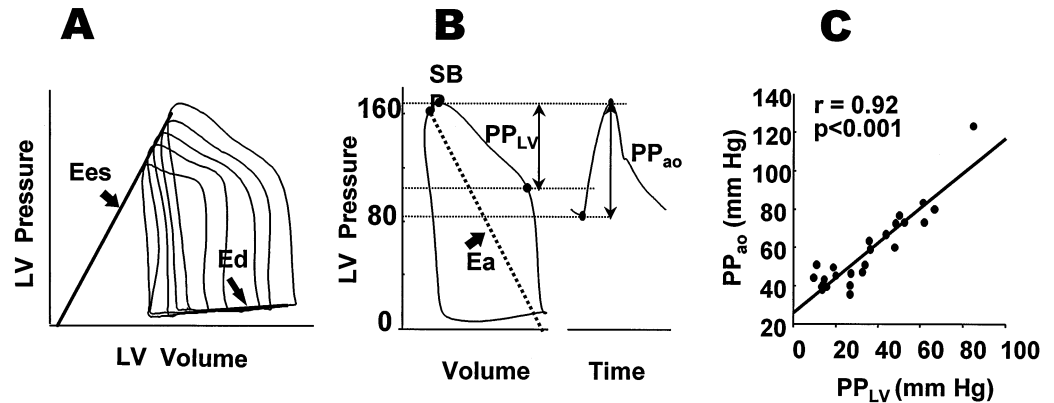 A
LV Pressure
Ees
Ed
LV Volume
B
SB
P
LV Pressure
160
80
0
PPLV
PPao
Ea
Volume
Time
C
PPao (mm Hg)
140
120
100
80
60
40
20
r = 0.92
p<0.001
0 20 40 60 80 100
PPLV (mm Hg)